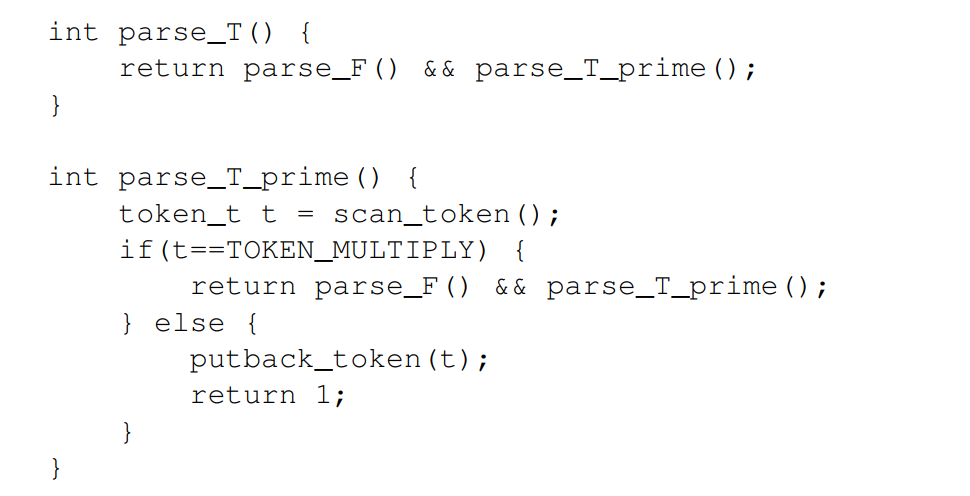 int parse_T() {
    return parse_F() && parse_T_prime();
}

int parse_T_prime() {
    token_t t = scan_token();
    if(t==TOKEN_MULTIPLY) {
        return parse_F() && parse_T_prime();
    } else {
        putback_token(t);
        return 1;
    }
}